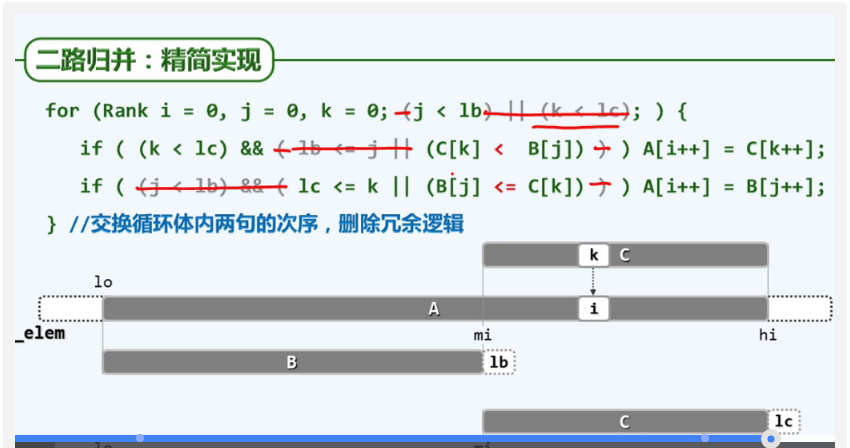 二路归并：精简实现
for (Rank i = 0, j = 0, k = 0; (j < lb) || (k < lc); ) {
if ( (k < lc) && ( lb <= j || (C[k] < B[j]) ) ) A[i++] = C[k++];
if ( (j < lb) && ( lc <= k || (B[j] <= C[k]) ) ) A[i++] = B[j++];
} //交换循环体内两句的次序，删除冗余逻辑
k C
lo
A i
_elem mi hi
B lb
C lc
lo mi